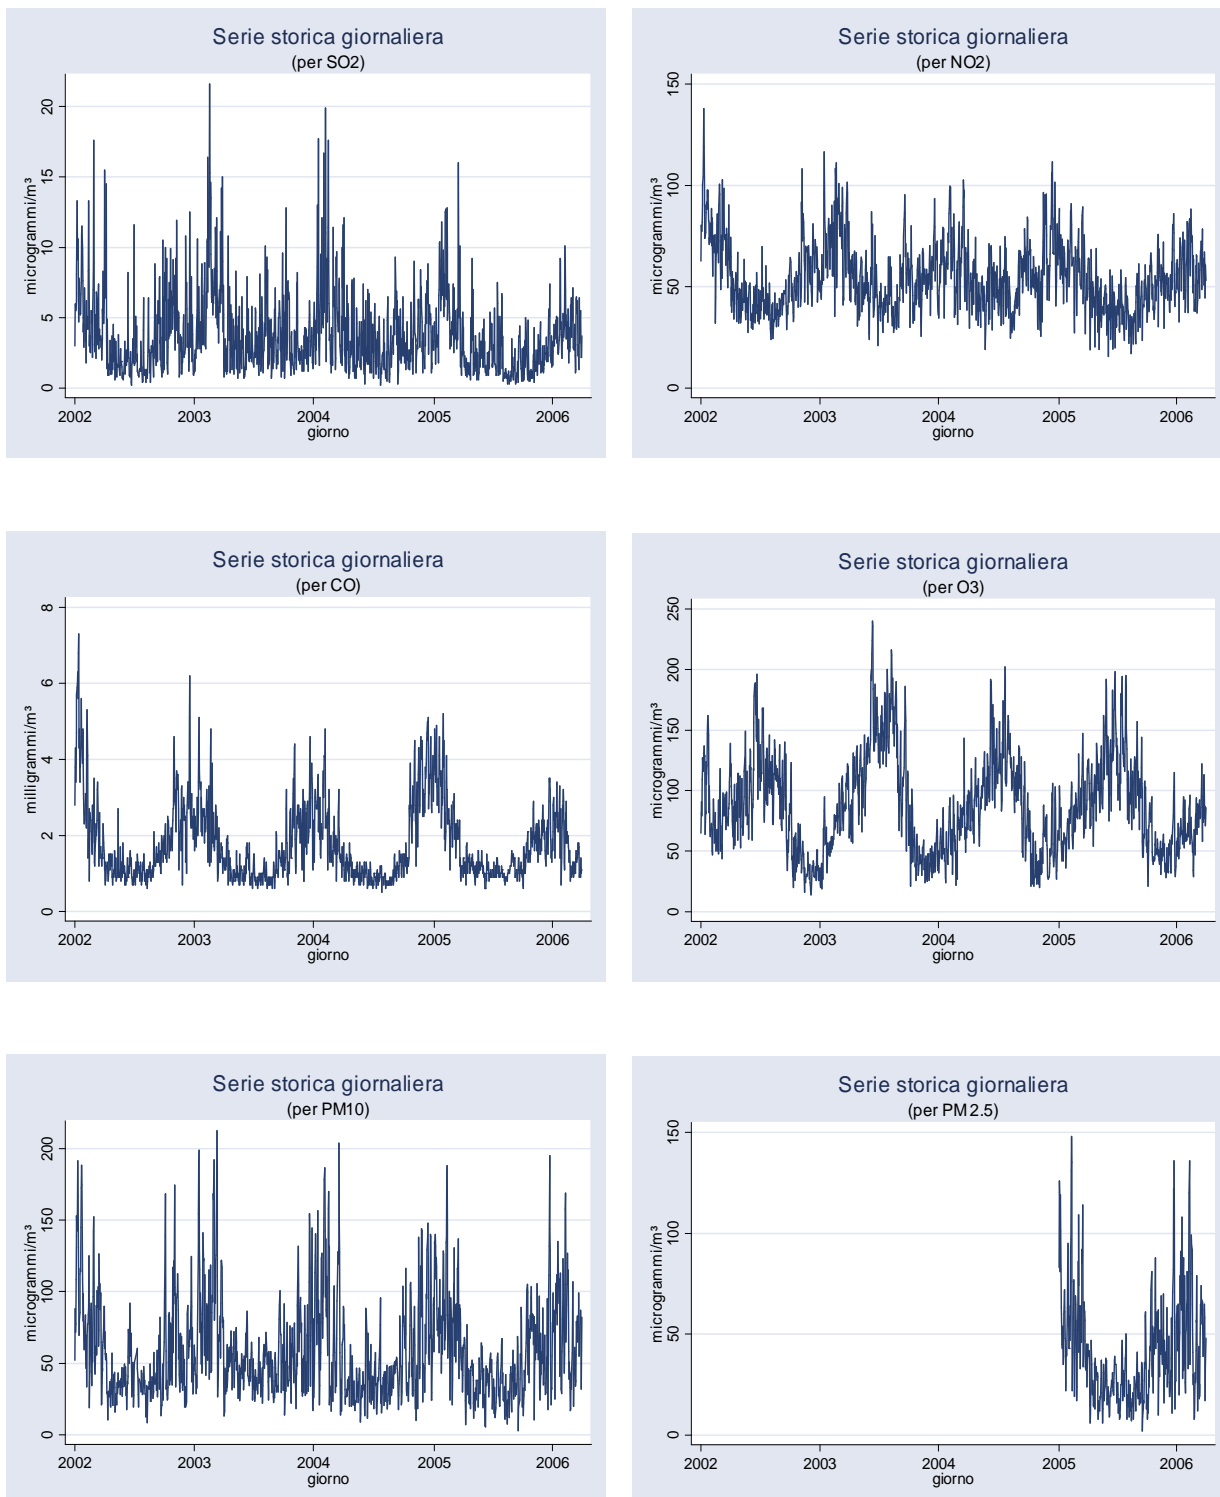 Serie storica giornaliera
(per SO2)
microgrammi/m³
20
15
10
5
0
2002 2003 2004 2005 2006
giorno
Serie storica giornaliera
(per NO2)
microgrammi/m³
150
100
50
0
2002 2003 2004 2005 2006
giorno
Serie storica giornaliera
(per CO)
milligrammi/m³
8
6
4
2
0
2002 2003 2004 2005 2006
giorno
Serie storica giornaliera
(per O3)
microgrammi/m³
250
200
150
100
50
0
2002 2003 2004 2005 2006
giorno
Serie storica giornaliera
(per PM10)
microgrammi/m³
200
150
100
50
0
2002 2003 2004 2005 2006
giorno
Serie storica giornaliera
(per PM2.5)
microgrammi/m³
150
100
50
0
2002 2003 2004 2005 2006
giorno